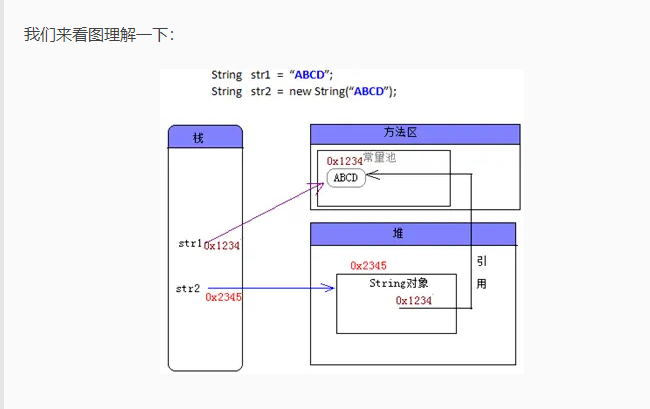 我们来看图理解一下：
String str1 = “ABCD”;
String str2 = new String(“ABCD”);
栈
方法区
0x1234 常量池
ABCD
堆
str1 0x1234
引
用
0x2345
String对象
str2
0x2345
0x1234